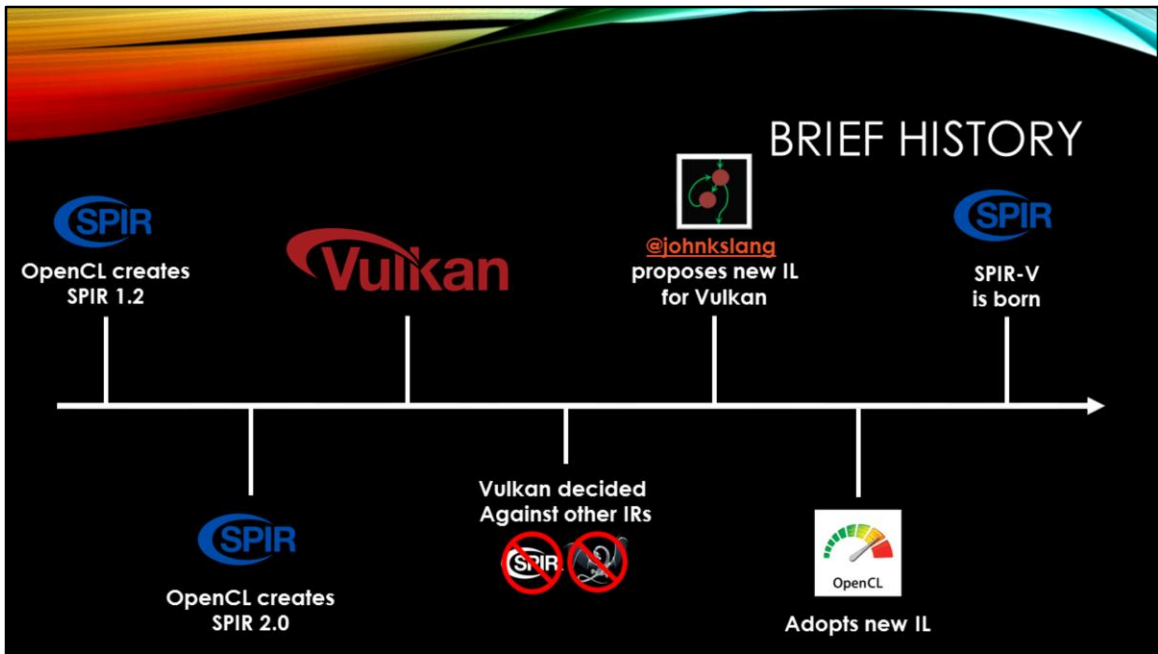 BRIEF HISTORY
SPIR
OpenCL creates
SPIR 1.2
SPIR
OpenCL creates
SPIR 2.0
Vulkan
Vulkan decided
Against other IRs
SPIR
@johnkslang
proposes new IL
for Vulkan
OpenCL
Adopts new IL
SPIR
SPIR-V
is born